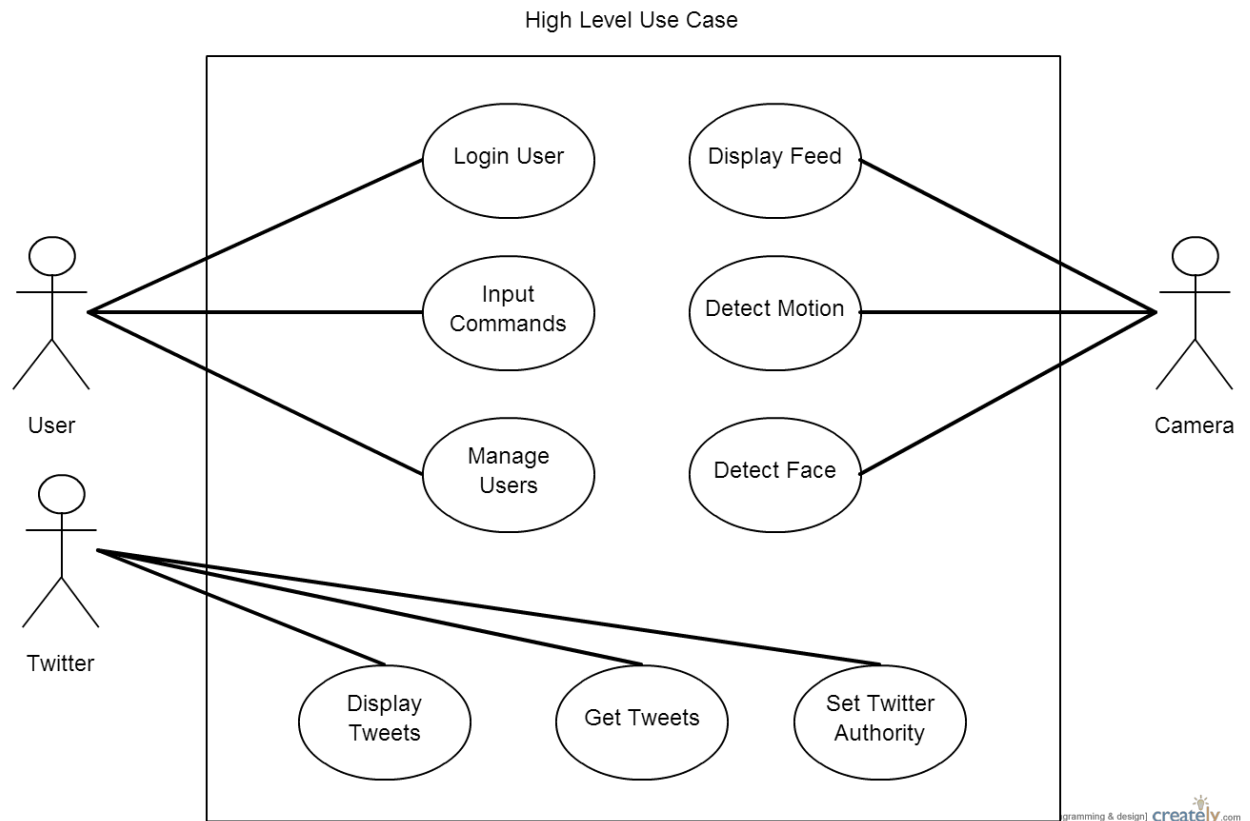 High Level Use Case
Login User
Display Feed
Input
Commands
Detect Motion
User
Camera
Manage
Users
Detect Face
Twitter
Display
Tweets
Get Tweets
Set Twitter
Authority
gramming & design] creately.com